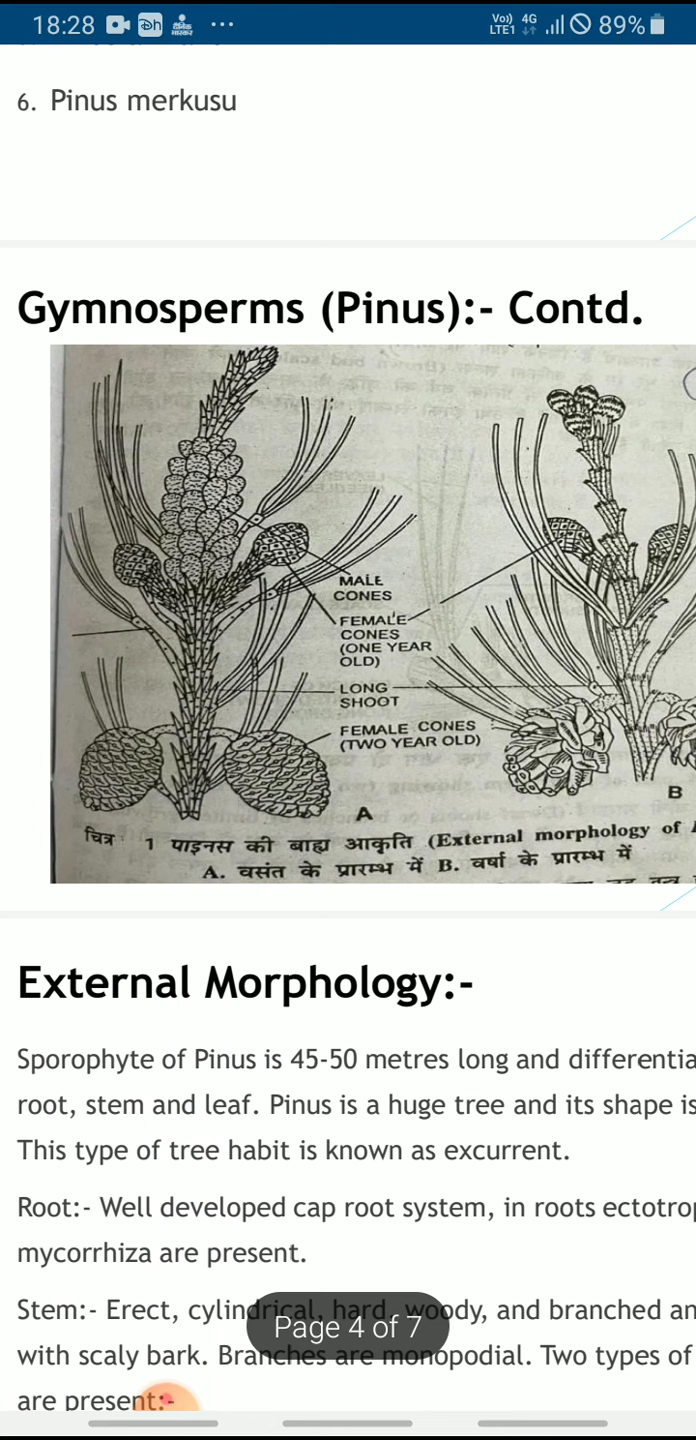 18:28
Vo)) 4G
LTE1
89%
6. Pinus merkusu
Gymnosperms (Pinus):- Contd.
MALE
CONES
FEMALE
CONES
(ONE YEAR
OLD)
LONG
SHOOT
FEMALE CONES
(TWO YEAR OLD)
A
B
चित्र 1 पाइनस की बाह्य आकृति (External morphology of
A. वसंत के प्रारम्भ में B. वर्षा के प्रारम्भ में
External Morphology:-
Sporophyte of Pinus is 45-50 metres long and differentia
root, stem and leaf. Pinus is a huge tree and its shape is
This type of tree habit is known as excurrent.
Root:- Well developed cap root system, in roots ectotrop
mycorrhiza are present.
Stem:- Erect, cylindrical, hard, woody, and branched an
Page 4 of 7
with scaly bark. Branches are monopodial. Two types of
are present:-